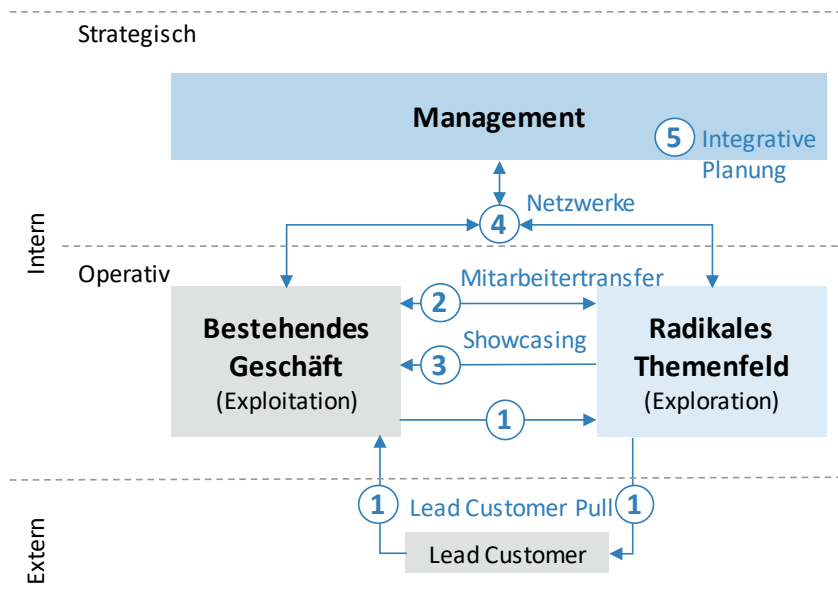 Strategisch
Management
5 Integrative
Planung
Netzwerke
4
Intern
Operativ
Mitarbeitertransfer
2
Bestehendes
Geschäft
(Exploitation)
Showcasing
3
Radikales
Themenfeld
(Exploration)
1
1 Lead Customer Pull 1
Lead Customer
Extern